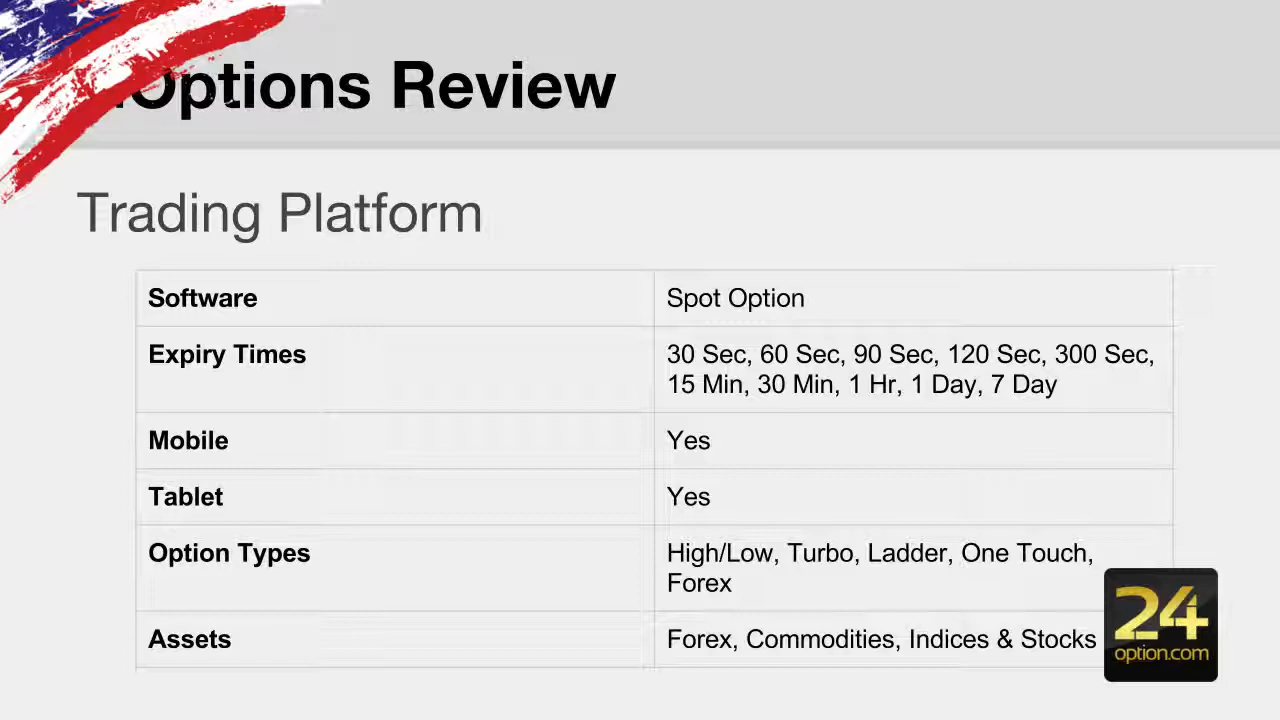 Options Review
Trading Platform
Software
Spot Option
Expiry Times
30 Sec, 60 Sec, 90 Sec, 120 Sec, 300 Sec,
15 Min, 30 Min, 1 Hr, 1 Day, 7 Day
Mobile
Yes
Tablet
Yes
Option Types
High/Low, Turbo, Ladder, One Touch,
Forex
Assets
Forex, Commodities, Indices & Stocks
24
option.com